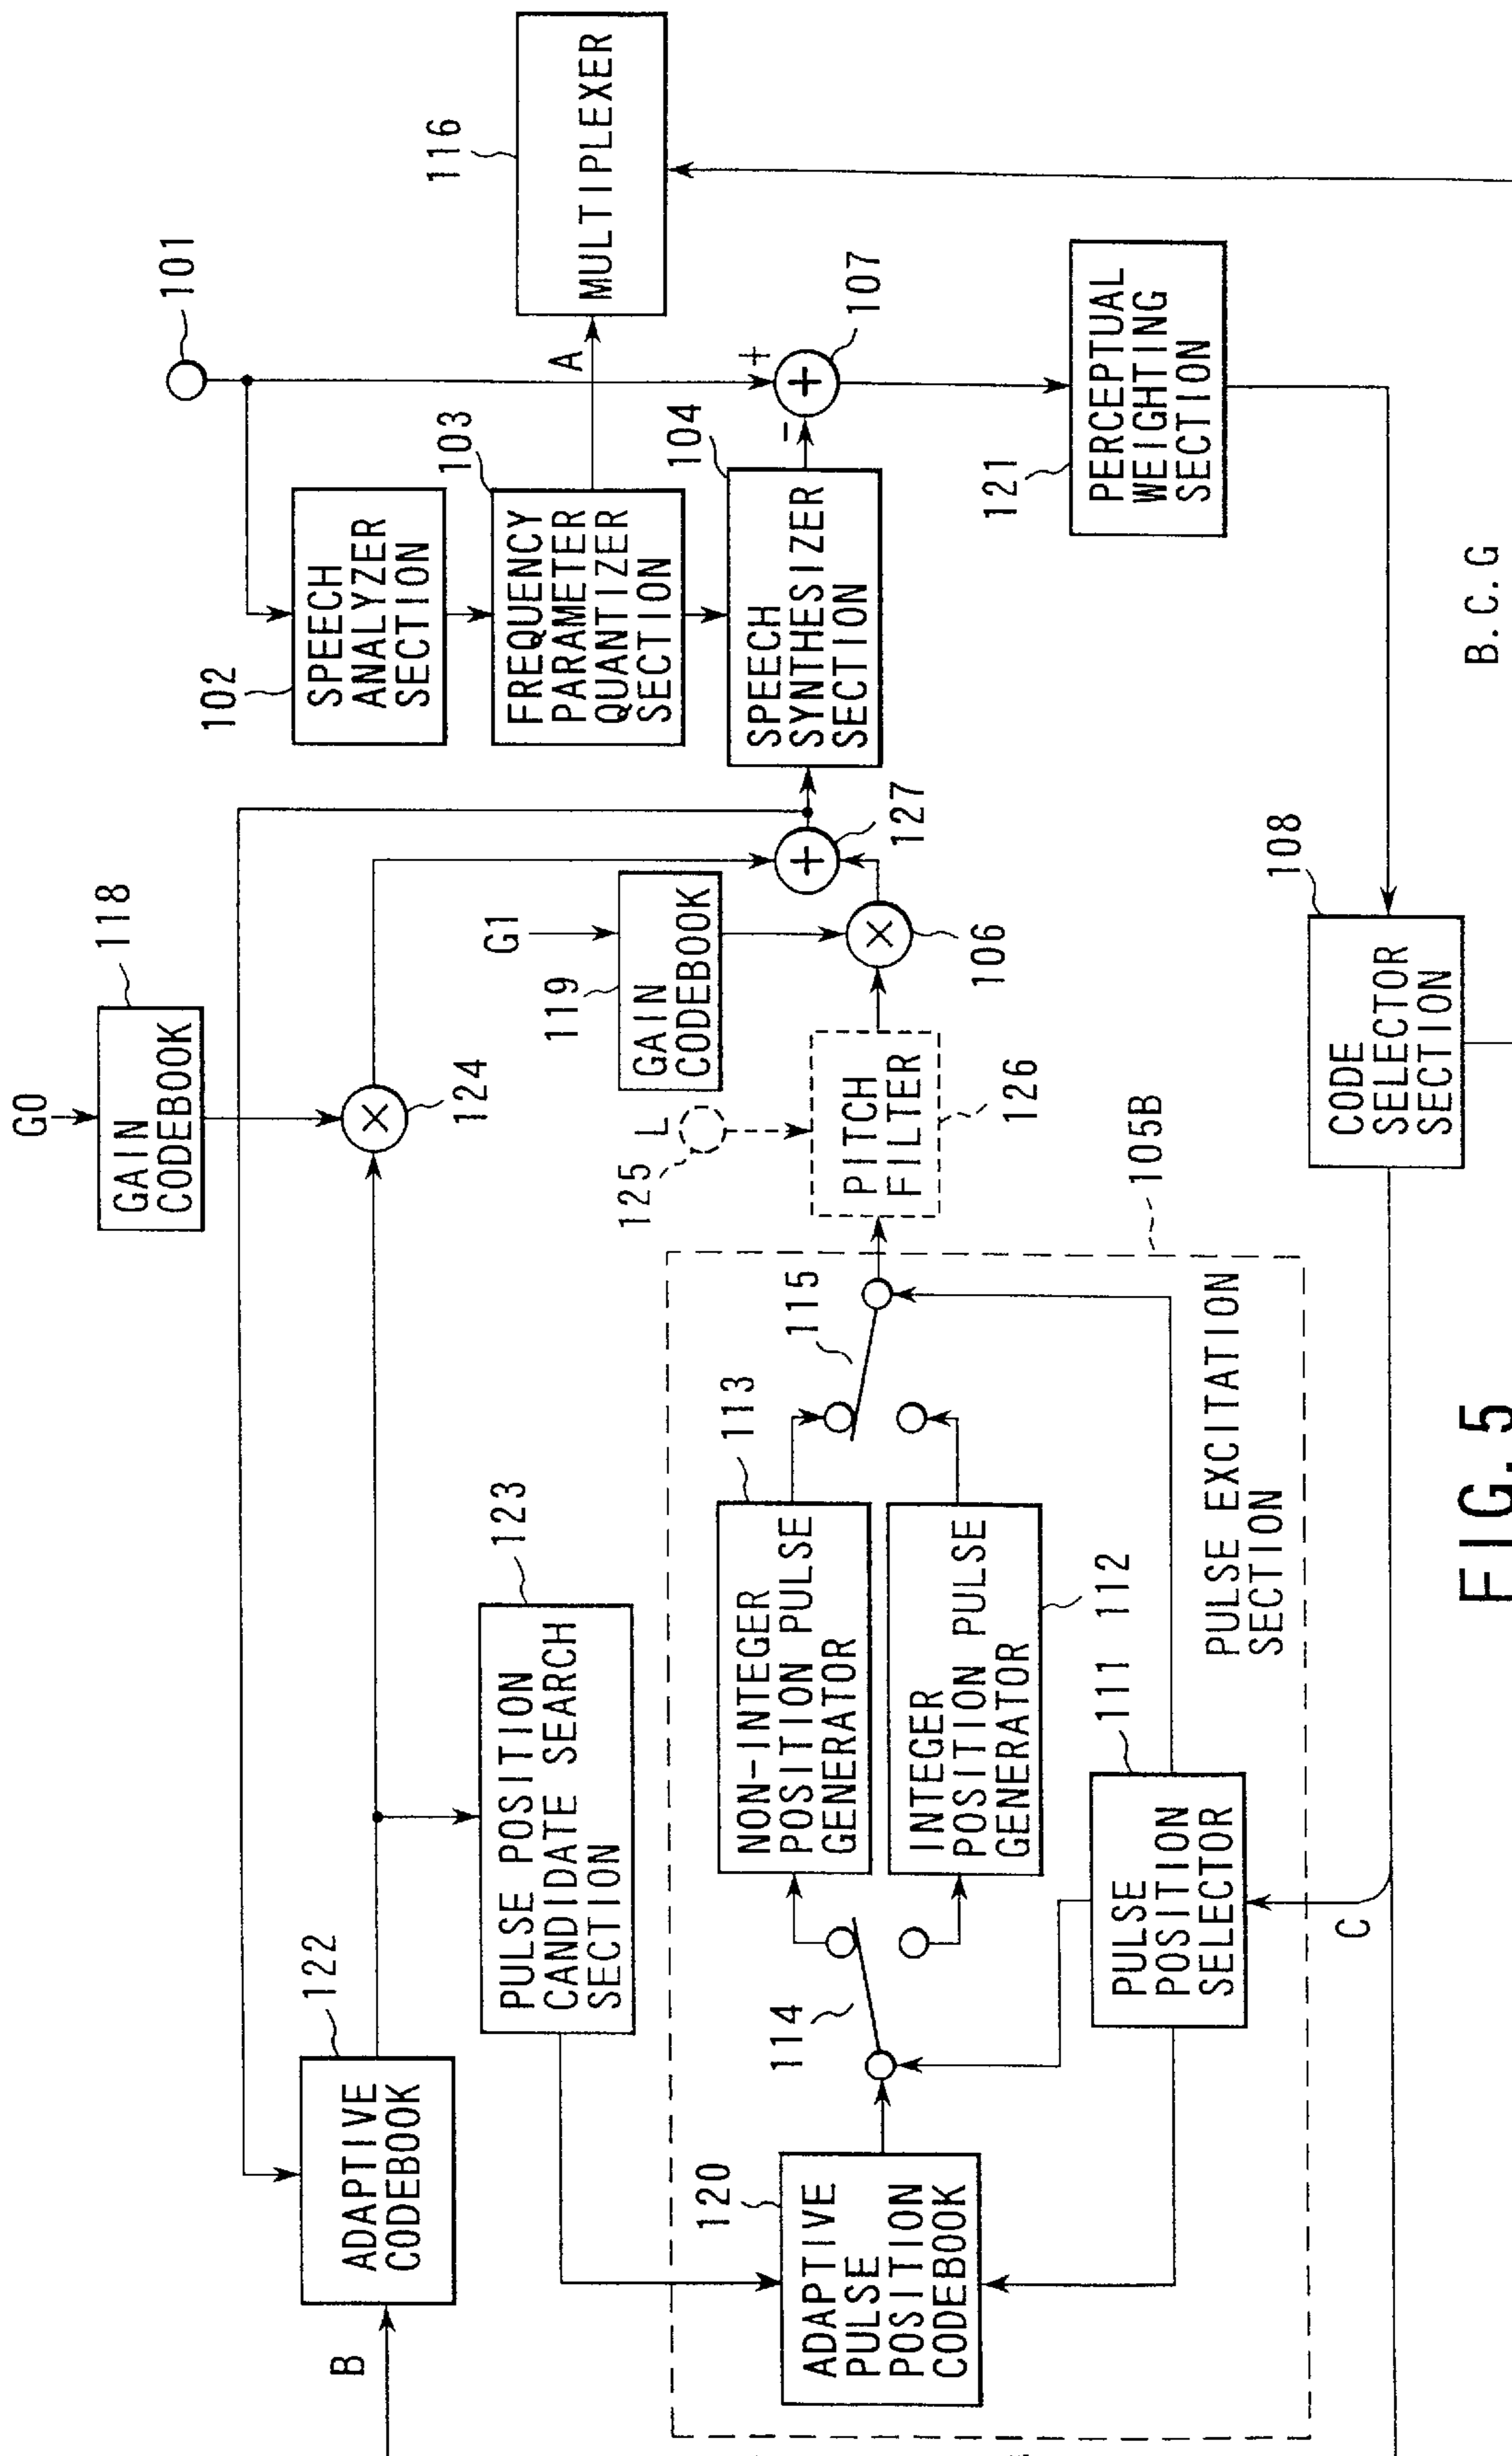 G0
GAIN
CODEBOOK
118
101
SPEECH
ANALYZER
SECTION
102
B
ADAPTIVE
CODEBOOK
122
124
FREQUENCY
PARAMETER
QUANTIZER
SECTION
103
A
MULTIPLEXER
116
PULSE POSITION
CANDIDATE SEARCH
SECTION
123
G1
GAIN
CODEBOOK
119
L
125
127
SPEECH
SYNTHESIZER
SECTION
104
+
-
+
+
×
×
107
106
PITCH
FILTER
126
120
ADAPTIVE
PULSE
POSITION
CODEBOOK
114
NON-INTEGER
POSITION PULSE
GENERATOR
113
115
INTEGER
POSITION PULSE
GENERATOR
112
PULSE
POSITION
SELECTOR
111
105B
PULSE EXCITATION
SECTION
PERCEPTUAL
WEIGHTING
SECTION
121
C
CODE
SELECTOR
SECTION
108
B.C.G
FIG. 5